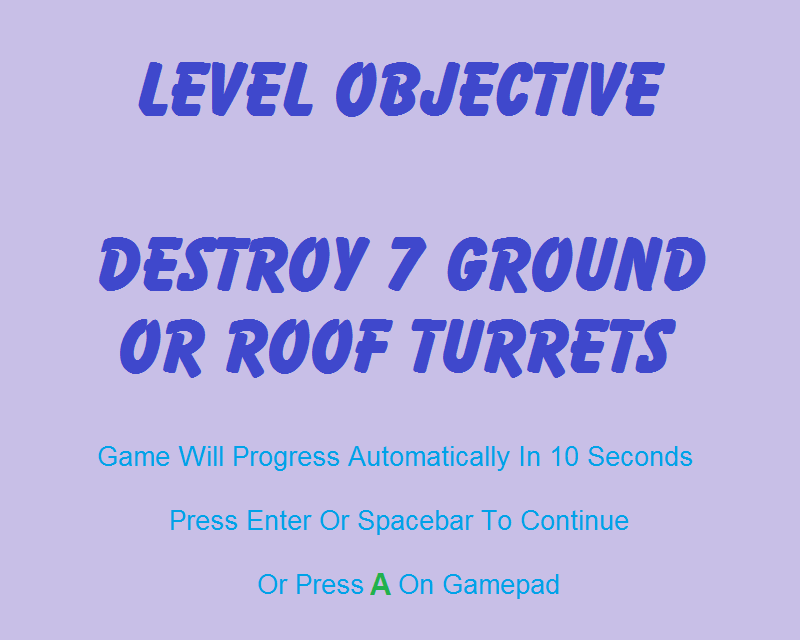 LEVEL OBJECTIVE
DESTROY 7 GROUND
OR ROOF TURRETS
Game Will Progress Automatically In 10 Seconds
Press Enter Or Spacebar To Continue
Or Press A On Gamepad